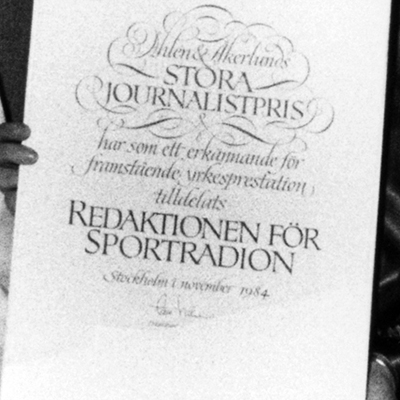 Åhlén & Åkerlunds
STORA
JOURNALISTPRIS
har som ett erkännande för
framstående yrkesprestation
tilldelats
REDAKTIONEN FÖR
SPORTRADION
Stockholm i november 1984